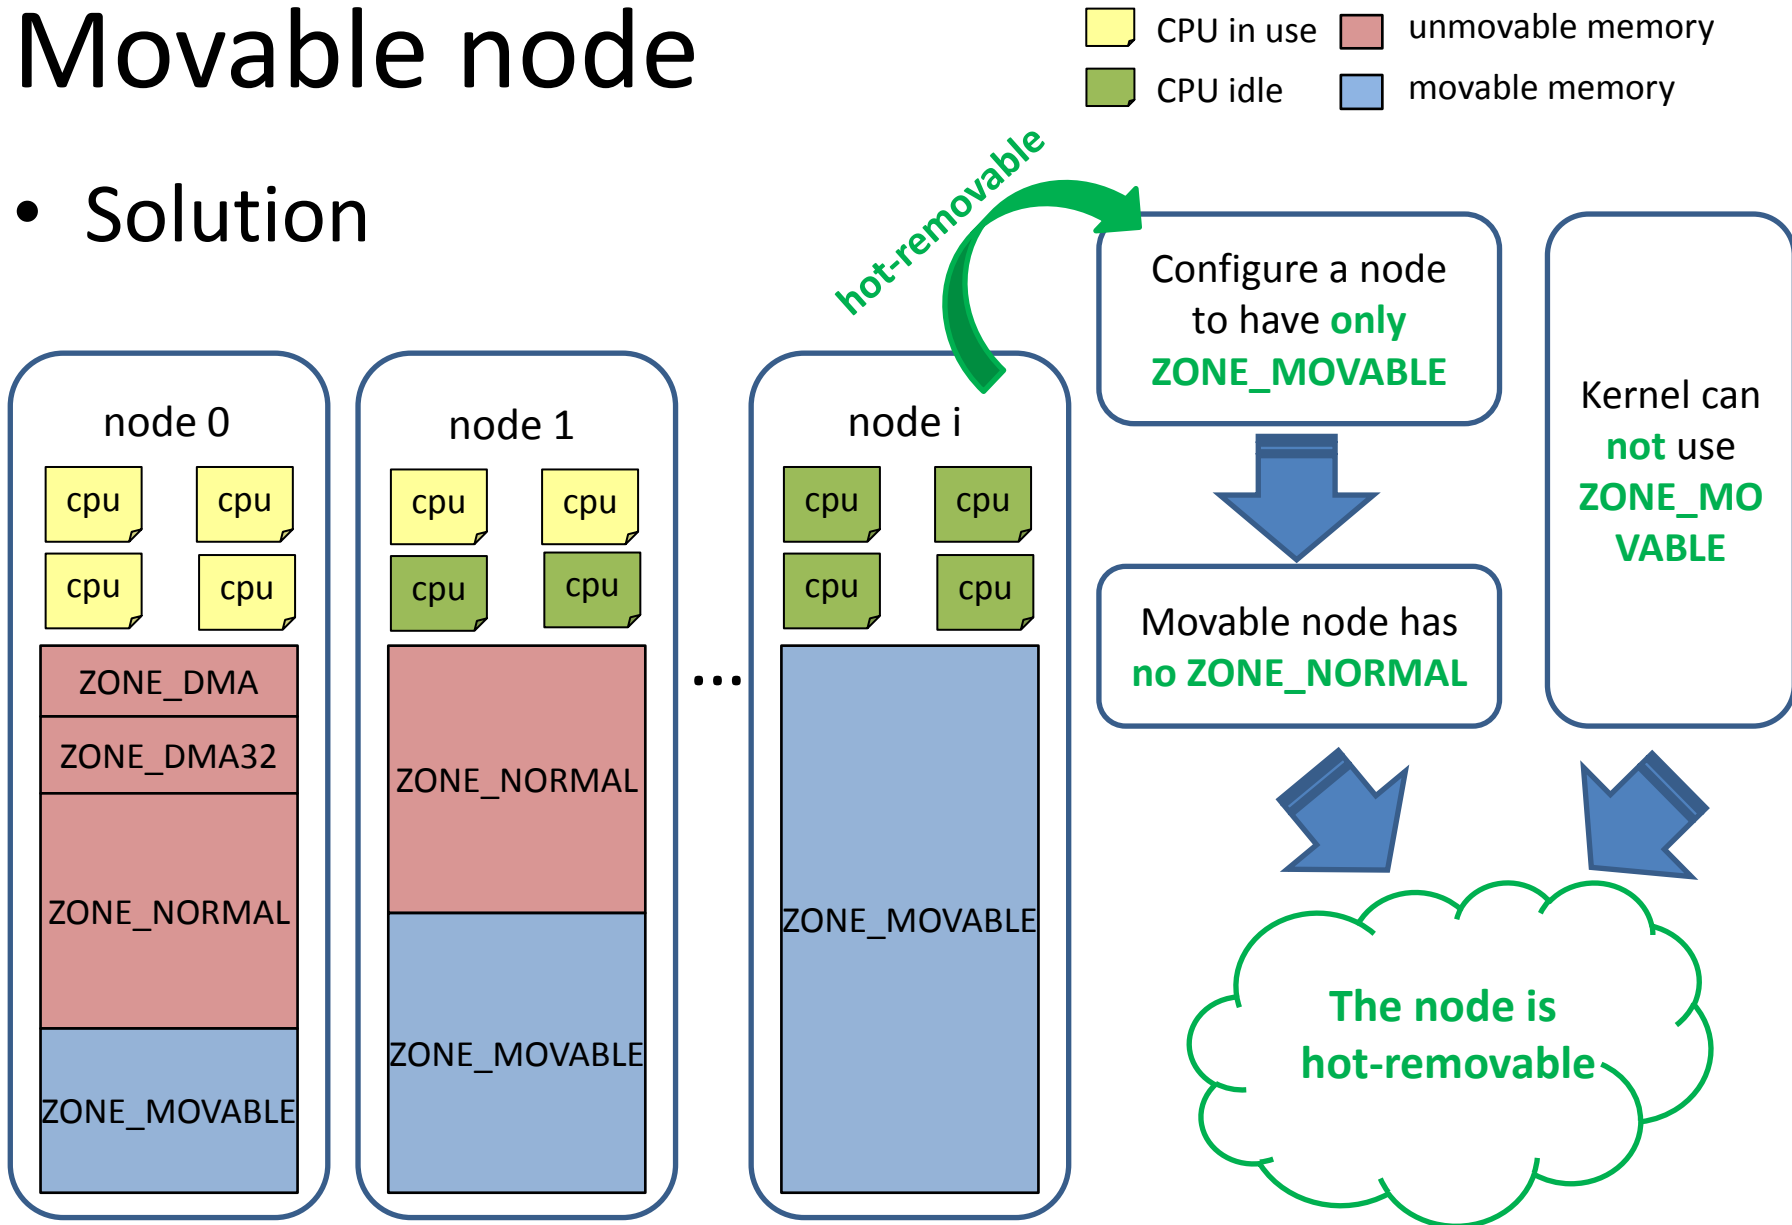 Movable node
CPU in use
unmovable memory
CPU idle
movable memory
• Solution
hot-removable
node 0
cpu
cpu
cpu
cpu
ZONE_DMA
ZONE_DMA32
ZONE_NORMAL
ZONE_MOVABLE
node 1
cpu
cpu
cpu
cpu
ZONE_NORMAL
ZONE_MOVABLE
...
node i
cpu
cpu
cpu
cpu
ZONE_MOVABLE
Configure a node
to have only
ZONE_MOVABLE
Movable node has
no ZONE_NORMAL
Kernel can
not use
ZONE_MO
VABLE
The node is
hot-removable